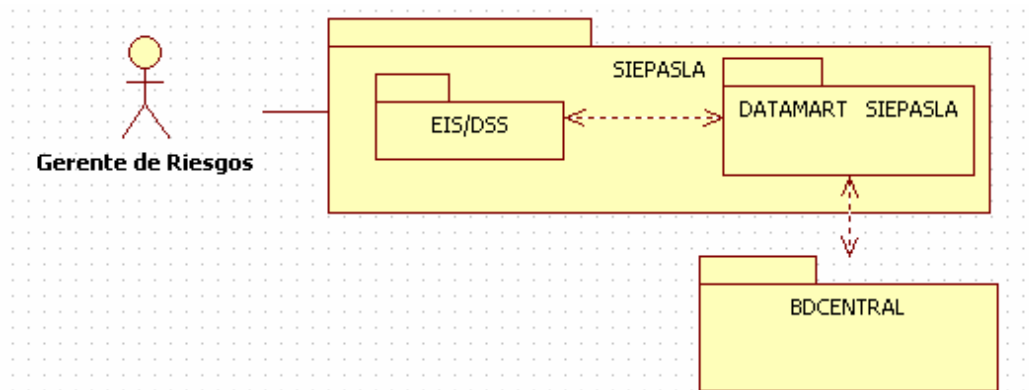 SIEPASLA
EIS/DSS
DATAMART SIEPASLA
Gerente de Riesgos
BDCENTRAL